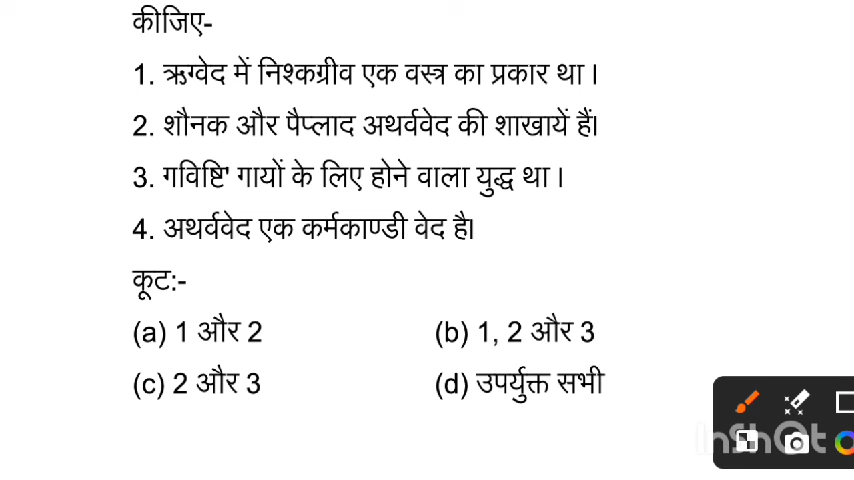 कीजिए-
1. ऋग्वेद में निश्कग्रीव एक वस्त्र का प्रकार था ।
2. शौनक और पैप्लाद अथर्ववेद की शाखायें हैं।
3. गविष्टि' गायों के लिए होने वाला युद्ध था ।
4. अथर्ववेद एक कर्मकाण्डी वेद है।
कूट:-
(a) 1 और 2 (b) 1, 2 और 3
(c) 2 और 3 (d) उपर्युक्त सभी
InShOt